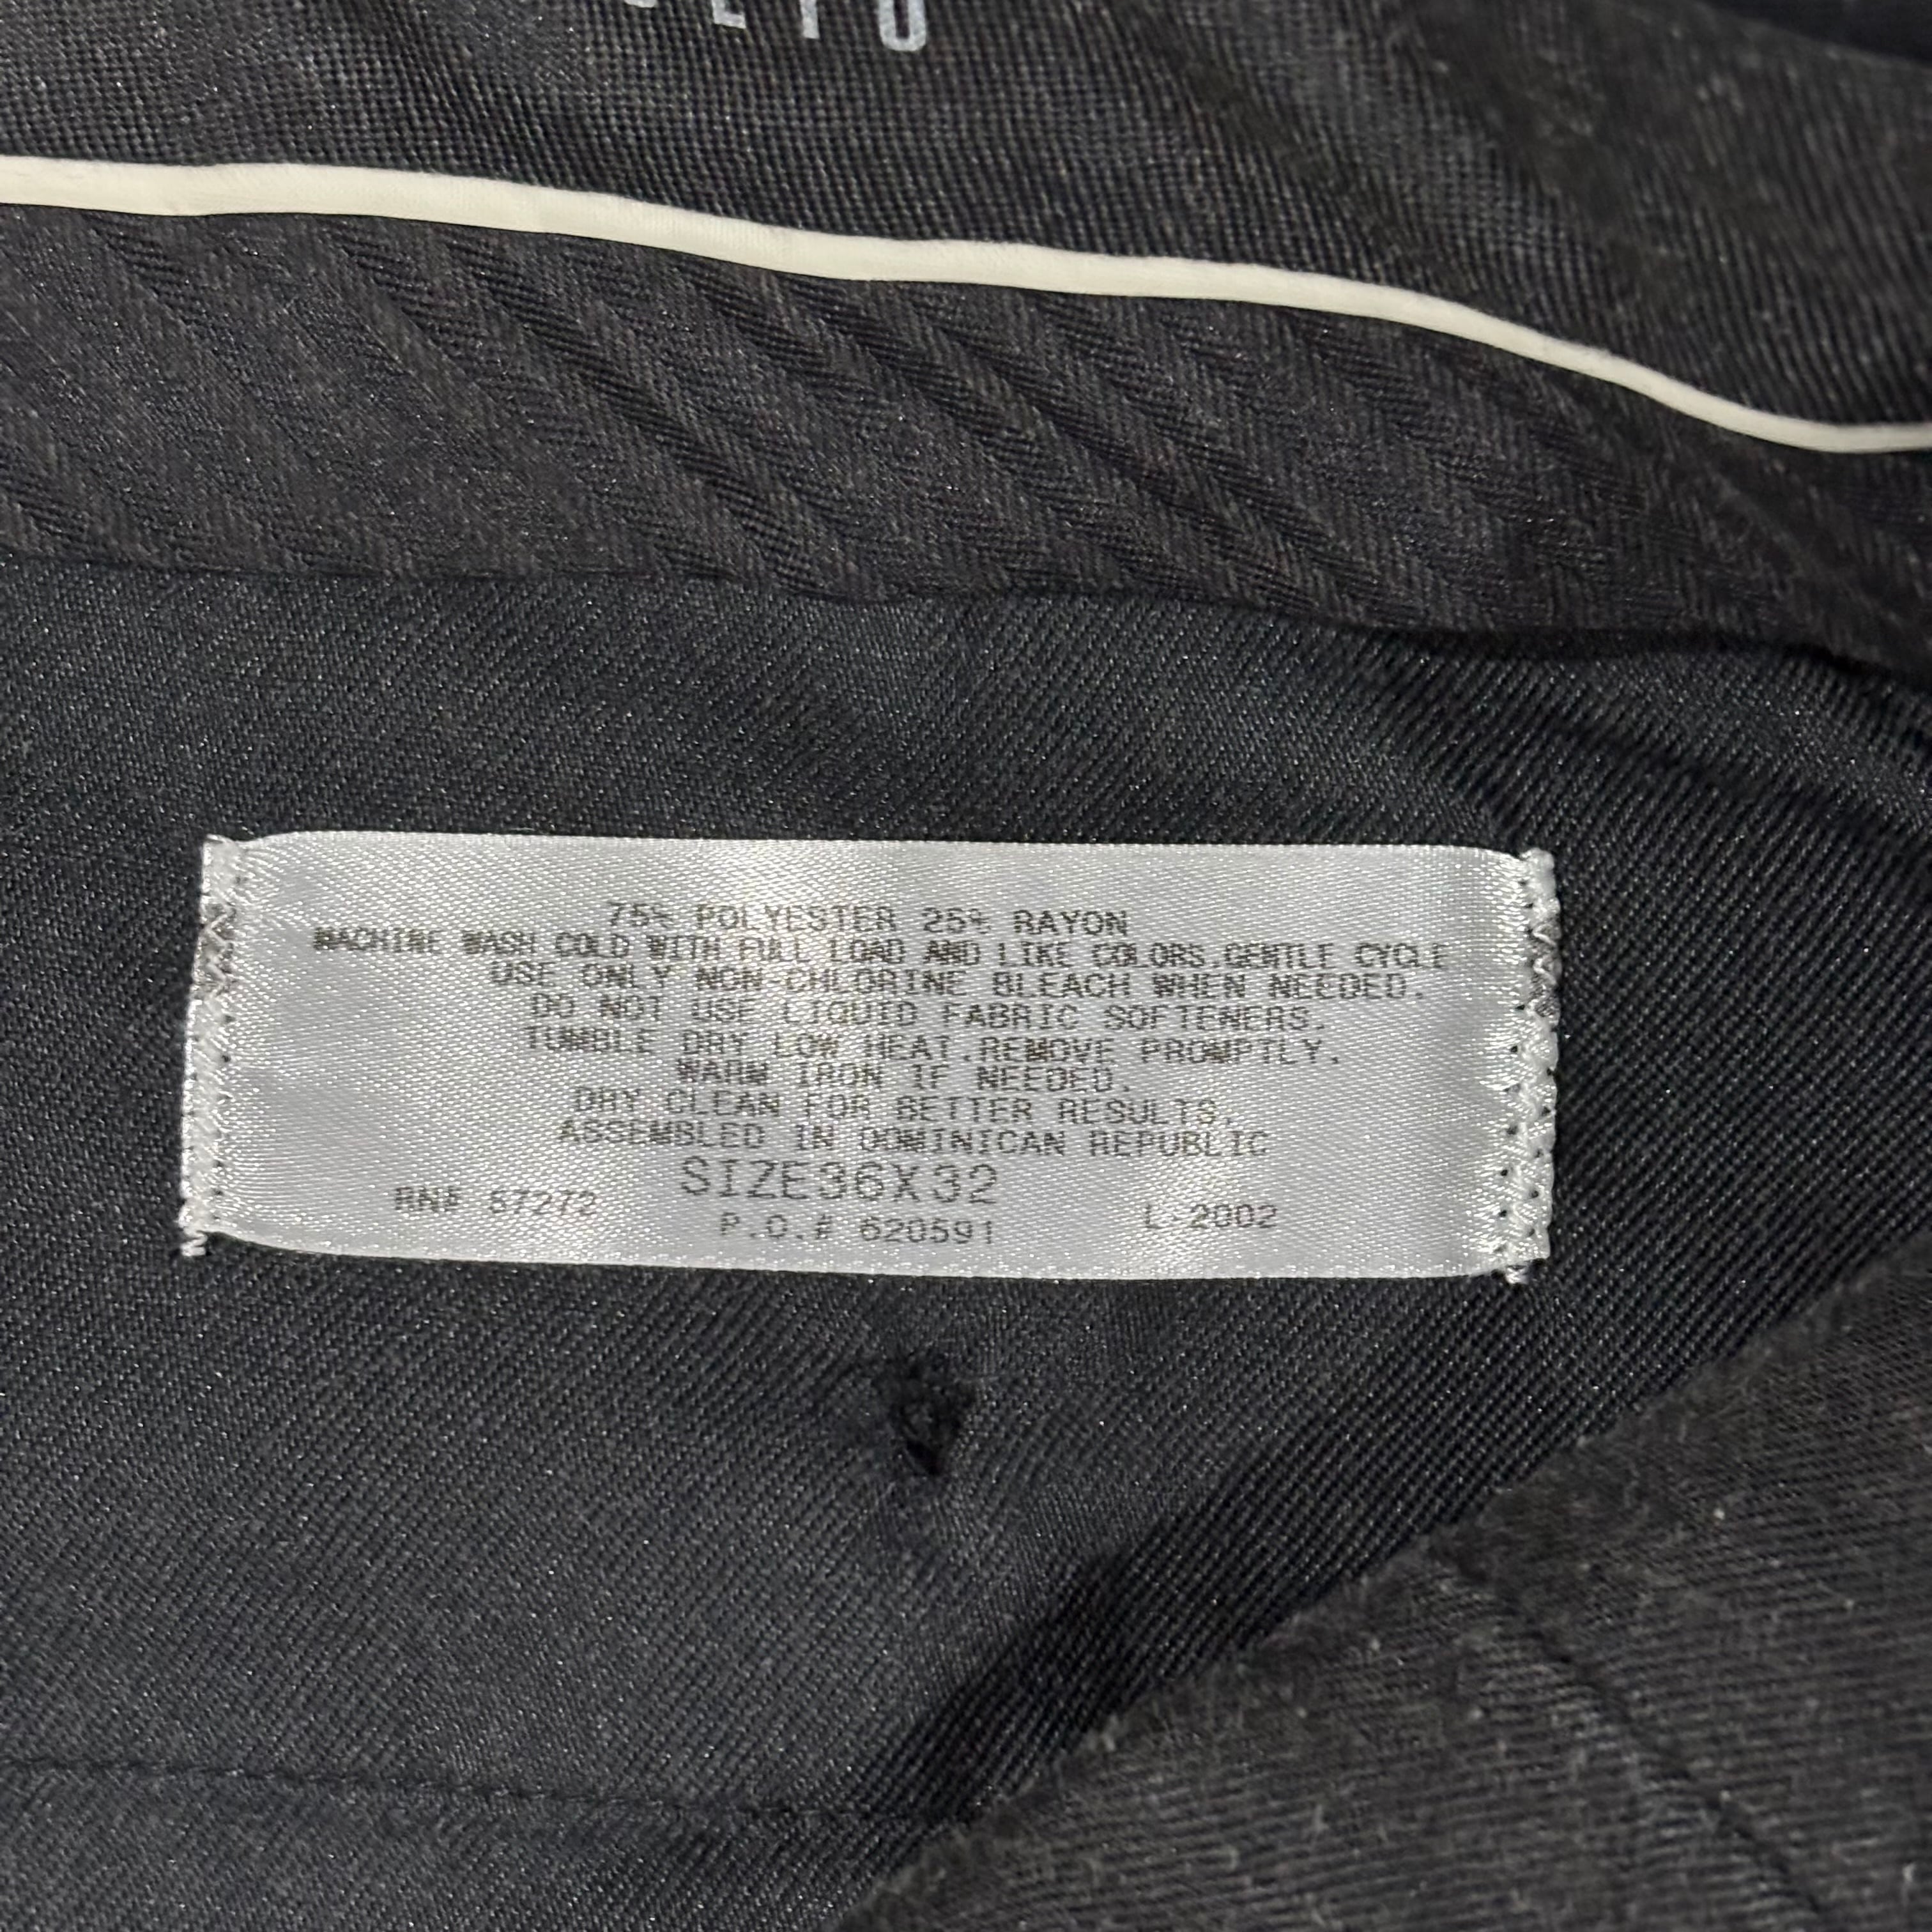 75% POLYESTER 25% RAYON
MACHINE WASH COLD WITH FULL LOAD AND LIKE COLORS.GENTLE CYCLE
USE ONLY NON-CHLORINE BLEACH WHEN NEEDED.
DO NOT USE LIQUID FABRIC SOFTENERS.
TUMBLE DRY LOW HEAT.REMOVE PROMPTLY.
WARM IRON IF NEEDED.
DRY CLEAN FOR BETTER RESULTS.
ASSEMBLED IN DOMINICAN REPUBLIC
SIZE36X32
RN# 57272
P.O.# 620591
L-2002